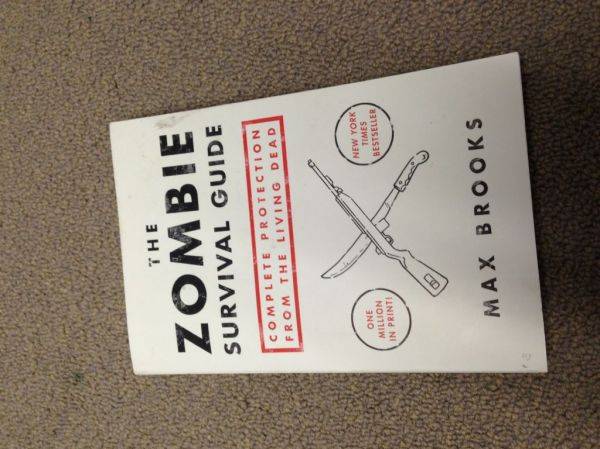 THE
ZOMBIE
SURVIVAL GUIDE
COMPLETE PROTECTION
FROM THE LIVING DEAD
ONE
MILLION
IN PRINT!
NEW YORK
TIMES
BESTSELLER
MAX BROOKS